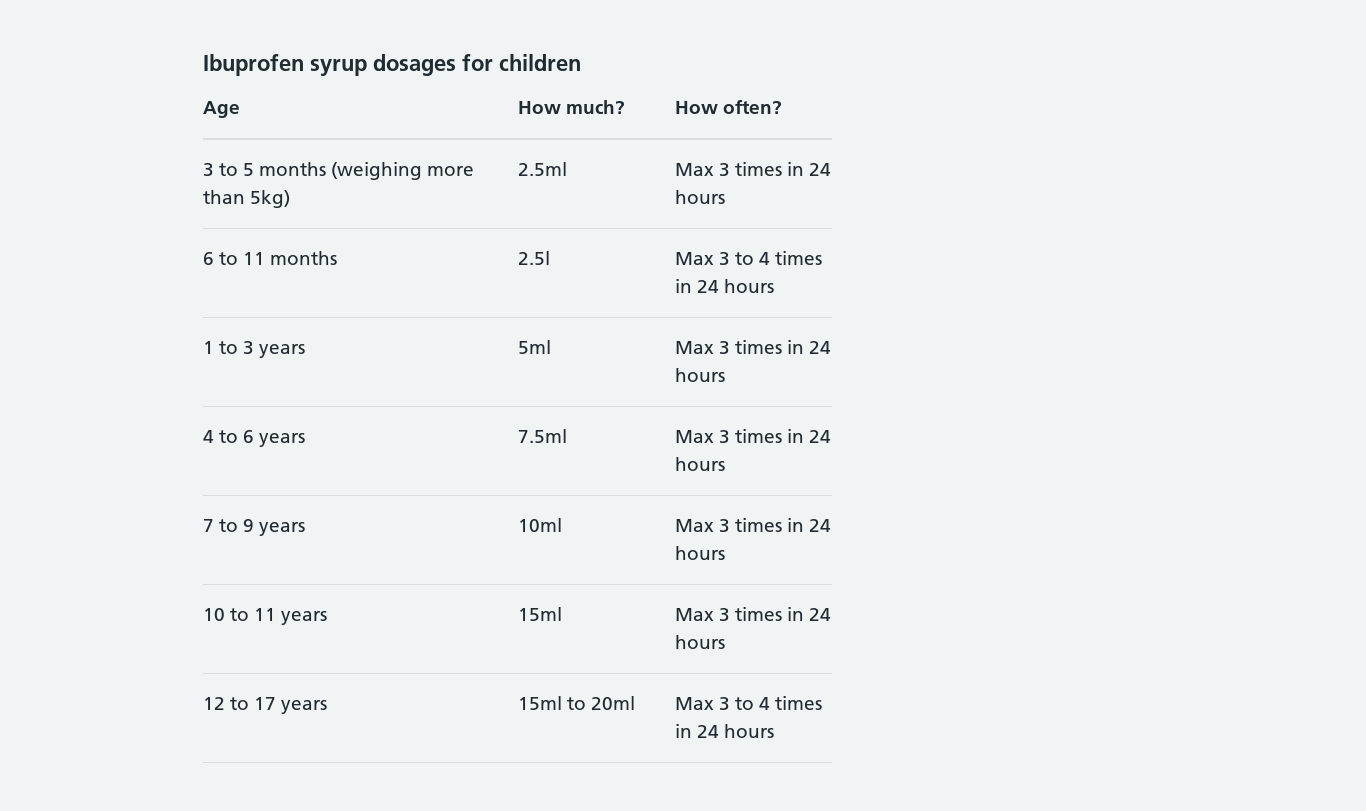 Ibuprofen syrup dosages for children
Age How much? How often?
3 to 5 months (weighing more 2.5ml Max 3 times in 24
than 5kg) hours
6 to 11 months 2.5l Max 3 to 4 times
in 24 hours
1 to 3 years 5ml Max 3 times in 24
hours
4 to 6 years 7.5ml Max 3 times in 24
hours
7 to 9 years 10ml Max 3 times in 24
hours
10 to 11 years 15ml Max 3 times in 24
hours
12 to 17 years 15ml to 20ml Max 3 to 4 times
in 24 hours